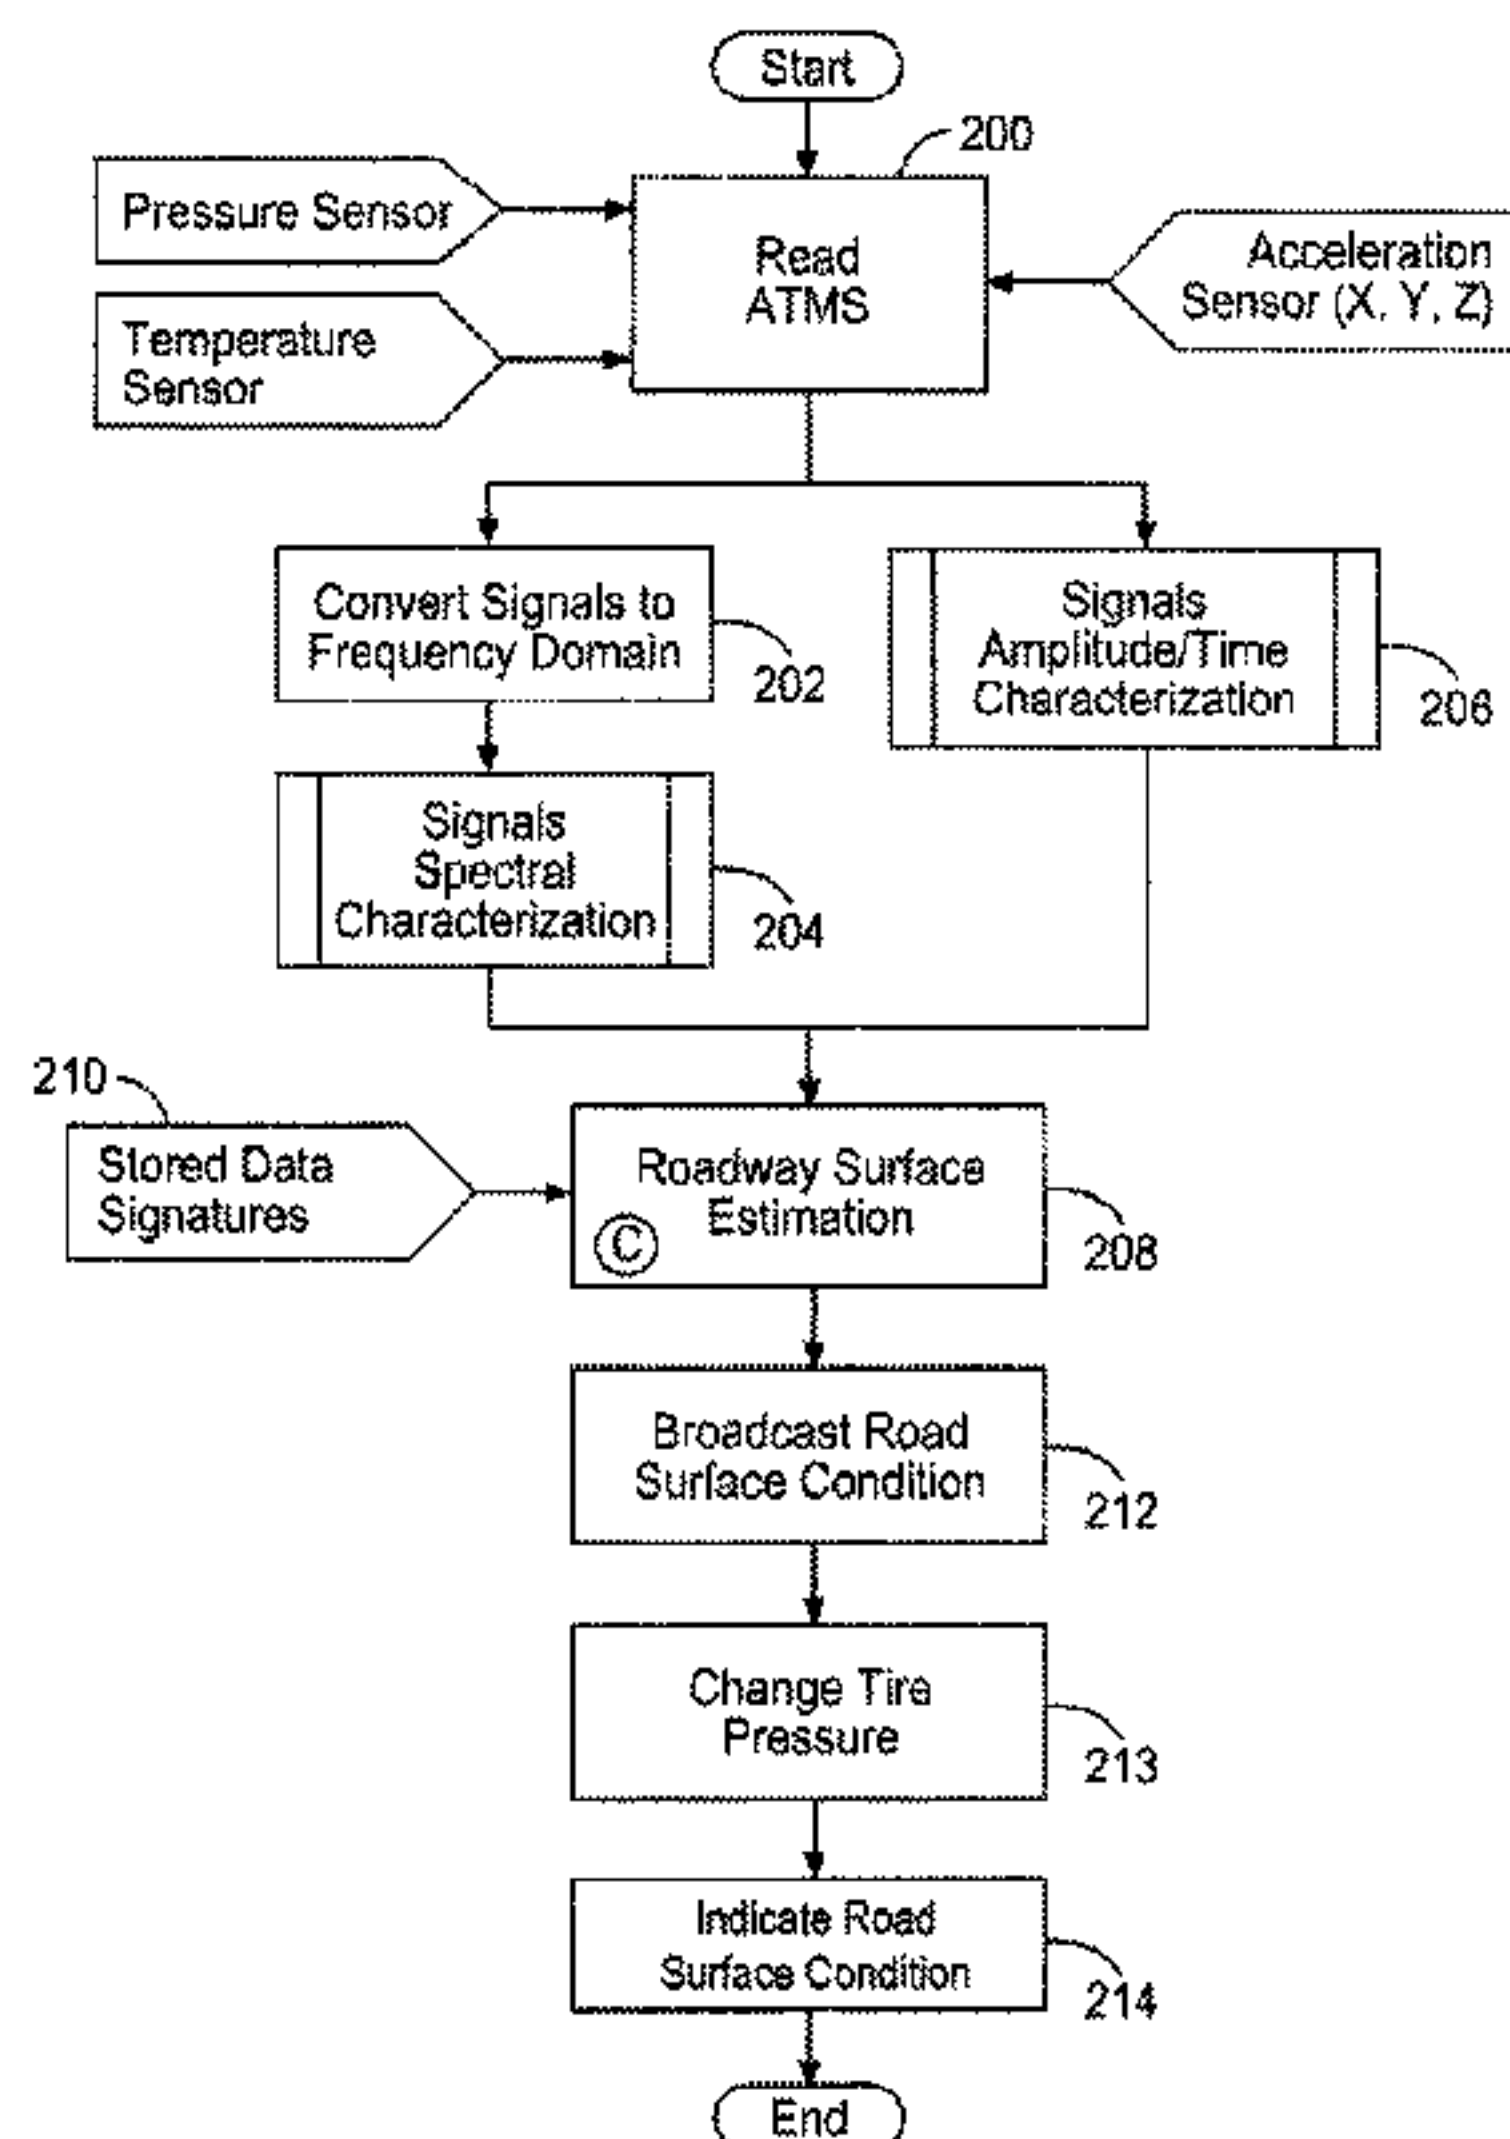 Start
200
Pressure Sensor
Read
ATMS
Acceleration
Sensor (X, Y, Z)
Temperature
Sensor
Convert Signals to
Frequency Domain
202
Signals
Amplitude/Time
Characterization
206
Signals
Spectral
Characterization
204
210
Stored Data
Signatures
Roadway Surface
Estimation
C
208
Broadcast Road
Surface Condition
212
Change Tire
Pressure
213
Indicate Road
Surface Condition
214
End